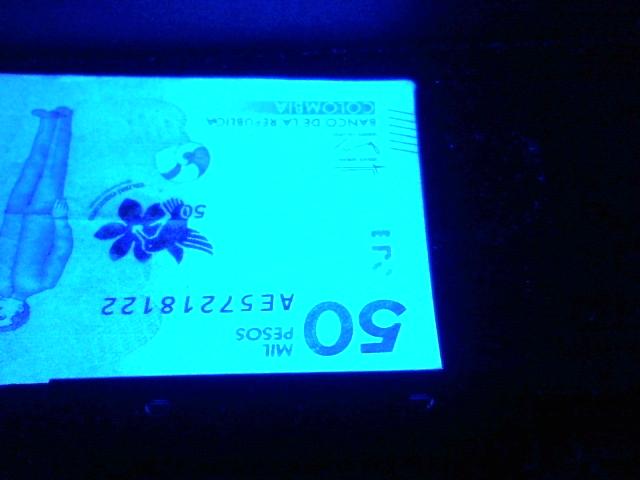 COLOMBIA
BANCO DE LA REPÚBLICA
50
AE57218122
50
MIL
PESOS